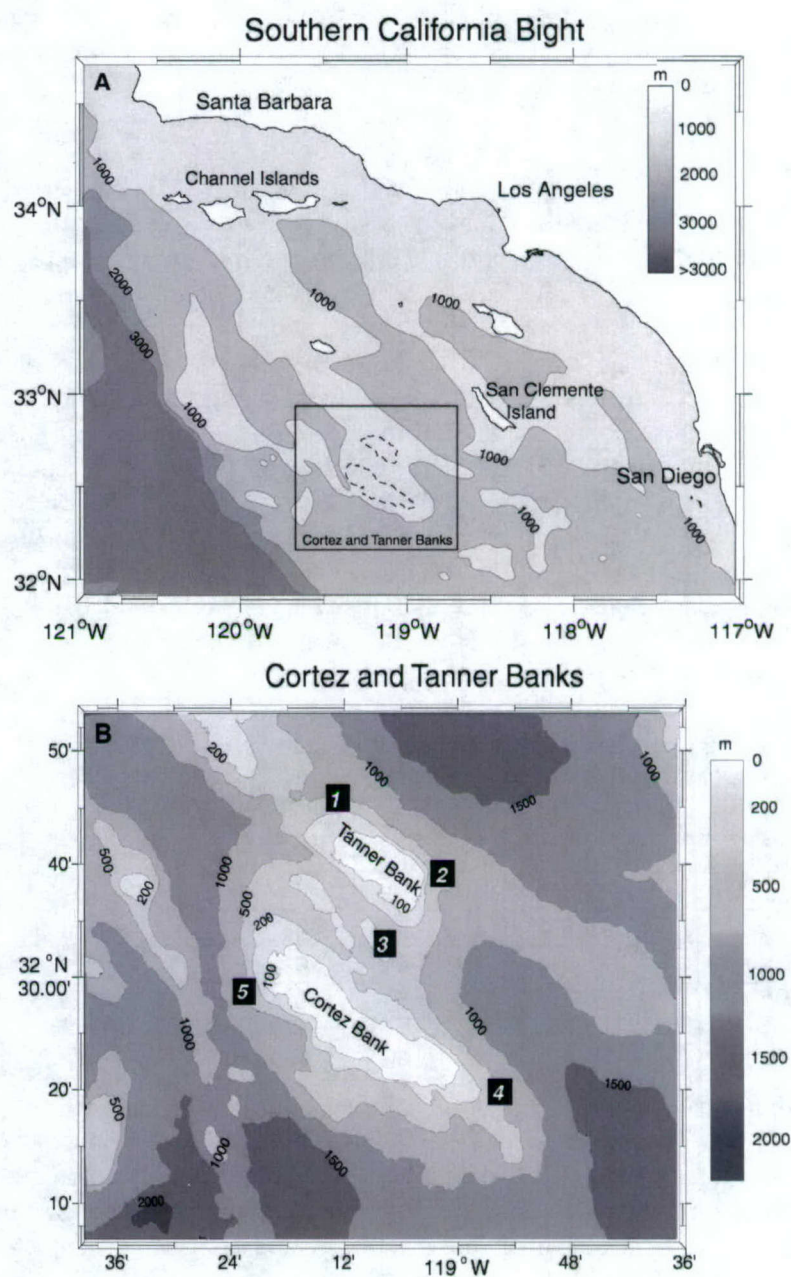 Southern California Bight
A
Santa Barbara
Channel Islands
Los Angeles
San Clemente
Island
San Diego
Cortez and Tanner Banks
m
0
1000
2000
3000
>3000
1000
2000
3000
1000
1000
1000
1000
1000
1000
34°N
33°N
32°N
121°W
120°W
119°W
118°W
117°W
Cortez and Tanner Banks
B
200
1000
1500
1000
1
Tanner Bank
2
100
500
200
1000
500
200
3
100
Cortez Bank
5
1000
1000
4
1500
500
1000
1500
2000
m
0
200
500
1000
1500
2000
50'
40'
32 °N
30.00'
20'
10'
36'
24'
12'
119°W
48'
36'